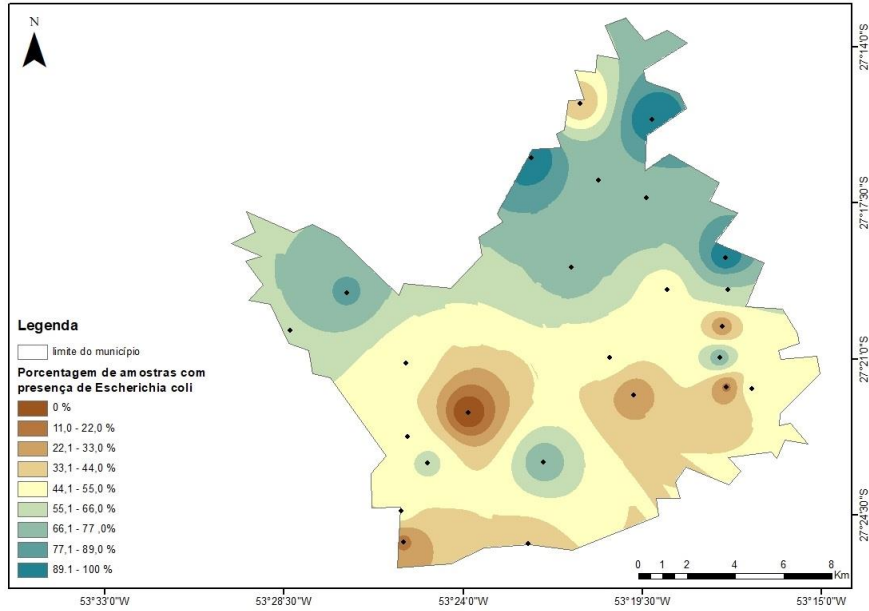 N
27°14'0"S
27°17'30"S
27°21'0"S
27°24'30"S
Legenda
limite do município
Porcentagem de amostras com
presença de Escherichia coli
0 %
11,0 - 22,0 %
22,1 - 33,0 %
33,1 - 44,0 %
44,1 - 55,0 %
55,1 - 66,0 %
66,1 - 77 ,0%
77,1 - 89,0 %
89.1 - 100 %
0 1 2 4 6 8
Km
53°33'0"W 53°28'30"W 53°24'0"W 53°19'30"W 53°15'0"W